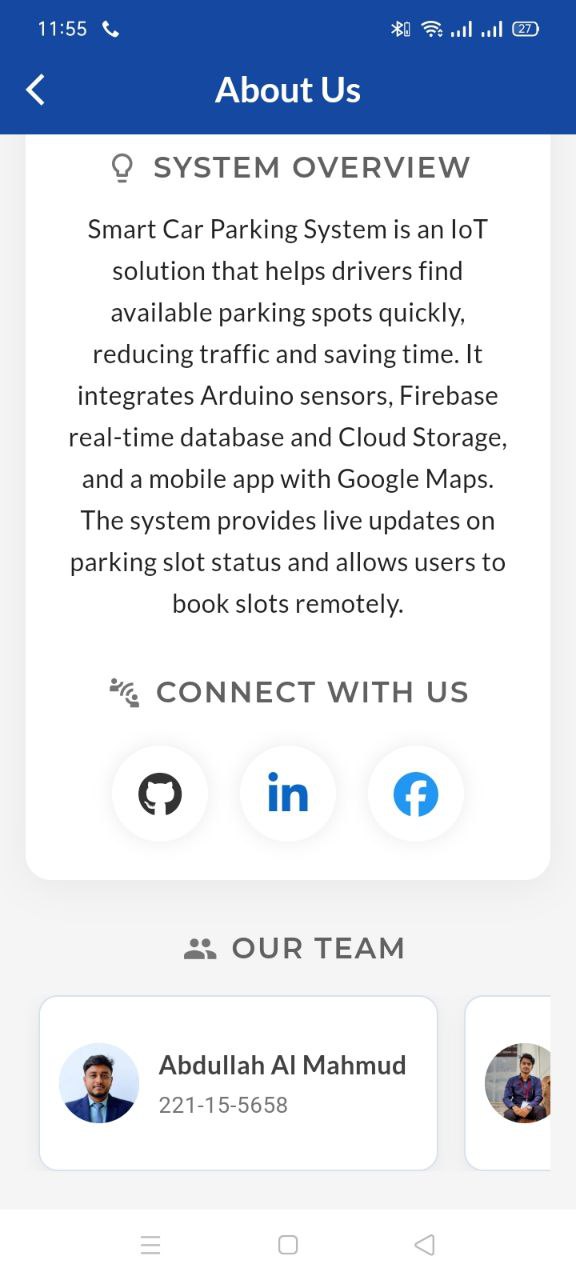 11:55
27
About Us
SYSTEM OVERVIEW
Smart Car Parking System is an IoT
solution that helps drivers find
available parking spots quickly,
reducing traffic and saving time. It
integrates Arduino sensors, Firebase
real-time database and Cloud Storage,
and a mobile app with Google Maps.
The system provides live updates on
parking slot status and allows users to
book slots remotely.
CONNECT WITH US
in
OUR TEAM
Abdullah Al Mahmud
221-15-5658